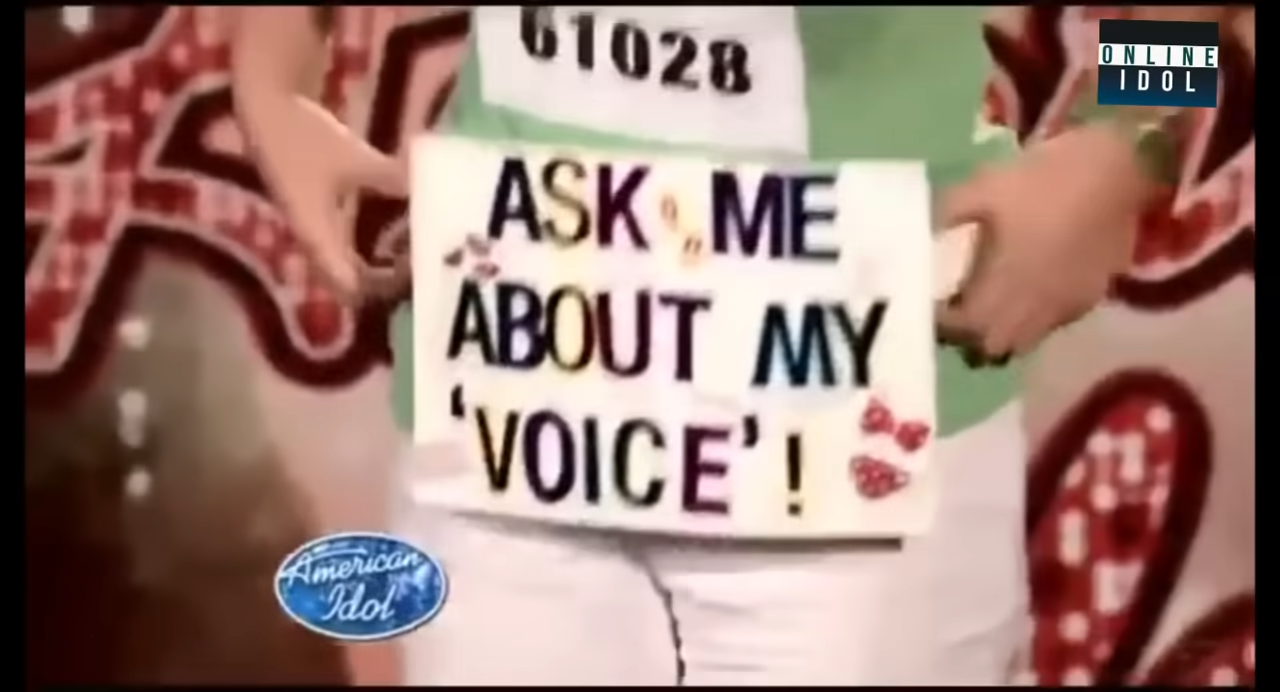 61028
ONLINE
IDOL
ASK ME
ABOUT MY
'VOICE'!
American
Idol